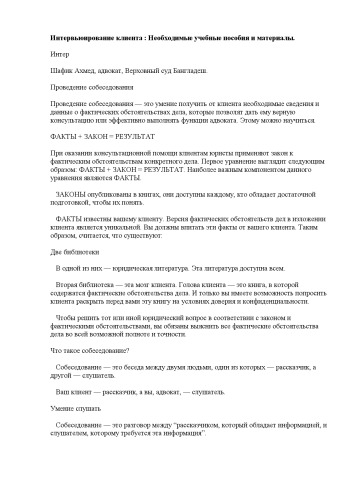 Интервьюирование клиента : Необходимые учебные пособия и материалы.
Интер
Шафик Ахмед, адвокат, Верховный суд Бангладеш.
Проведение собеседования
Проведение собеседования — это умение получить от клиента необходимые сведения и
данные о фактических обстоятельствах дела, которые позволят дать ему верную
консультацию или эффективно выполнять функции адвоката. Этому можно научиться.
ФАКТЫ + ЗАКОН = РЕЗУЛЬТАТ
При оказании консультационной помощи клиентам юристы применяют закон к
фактическим обстоятельствам конкретного дела. Первое уравнение выглядит следующим
образом: ФАКТЫ + ЗАКОН = РЕЗУЛЬТАТ. Наиболее важным компонентом данного
уравнения являются ФАКТЫ.
ЗАКОНЫ опубликованы в книгах, они доступны каждому, кто обладает достаточной
подготовкой, чтобы их понять.
ФАКТЫ известны вашему клиенту. Версия фактических обстоятельств дел в изложении
клиента является уникальной. Вы должны впитать эти факты от вашего клиента. Таким
образом, считается, что существуют:
Две библиотеки
В одной из них — юридическая литература. Эта литература доступна всем.
Вторая библиотека — эта мозг клиента. Голова клиента — это книга, в которой
содержатся фактические обстоятельства дела. И только вы имеете возможность попросить
клиента раскрыть перед вами эту книгу на условиях доверия и конфиденциальности.
Чтобы решить тот или иной юридический вопрос в соответствии с законом и
фактическими обстоятельствами, вы обязаны выяснить все фактические обстоятельства
дела во всей возможной полноте и точности.
Что такое собеседование?
Собеседование — это беседа между двумя людьми, один из которых — рассказчик, а
другой — слушатель.
Ваш клиент — рассказчик, а вы, адвокат, — слушатель.
Умение слушать
Собеседование — это разговор между “рассказчиком, который обладает информацией, и
слушателем, которому требуется эта информация”.